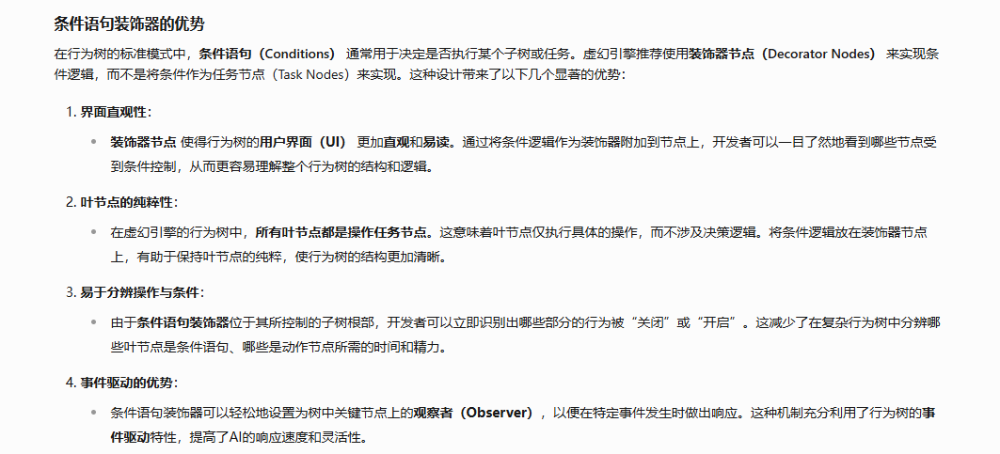 条件语句装饰器的优势
在行为树的标准模式中，条件语句（Conditions） 通常用于决定是否执行某个子树或任务。虚幻引擎推荐使用装饰器节点（Decorator Nodes） 来实现条
件逻辑，而不是将条件作为任务节点（Task Nodes）来实现。这种设计带来了以下几个显著的优势：
1. 界面直观性：
• 装饰器节点 使得行为树的用户界面（UI） 更加直观和易读。通过将条件逻辑作为装饰器附加到节点上，开发者可以一目了然地看到哪些节点受
到条件控制，从而更容易理解整个行为树的结构和逻辑。
2. 叶节点的纯粹性：
• 在虚幻引擎的行为树中，所有叶节点都是操作任务节点。这意味着叶节点仅执行具体的操作，而不涉及决策逻辑。将条件逻辑放在装饰器节点
上，有助于保持叶节点的纯粹，使行为树的结构更加清晰。
3. 易于分辨操作与条件：
• 由于条件语句装饰器位于其所控制的子树根部，开发者可以立即识别出哪些部分的行为被“关闭”或“开启”。这减少了在复杂行为树中分辨哪
些叶节点是条件语句、哪些是动作节点所需的时间和精力。
4. 事件驱动的优势：
• 条件语句装饰器可以轻松地设置为树中关键节点上的观察者（Observer），以便在特定事件发生时做出响应。这种机制充分利用了行为树的事
件驱动特性，提高了AI的响应速度和灵活性。